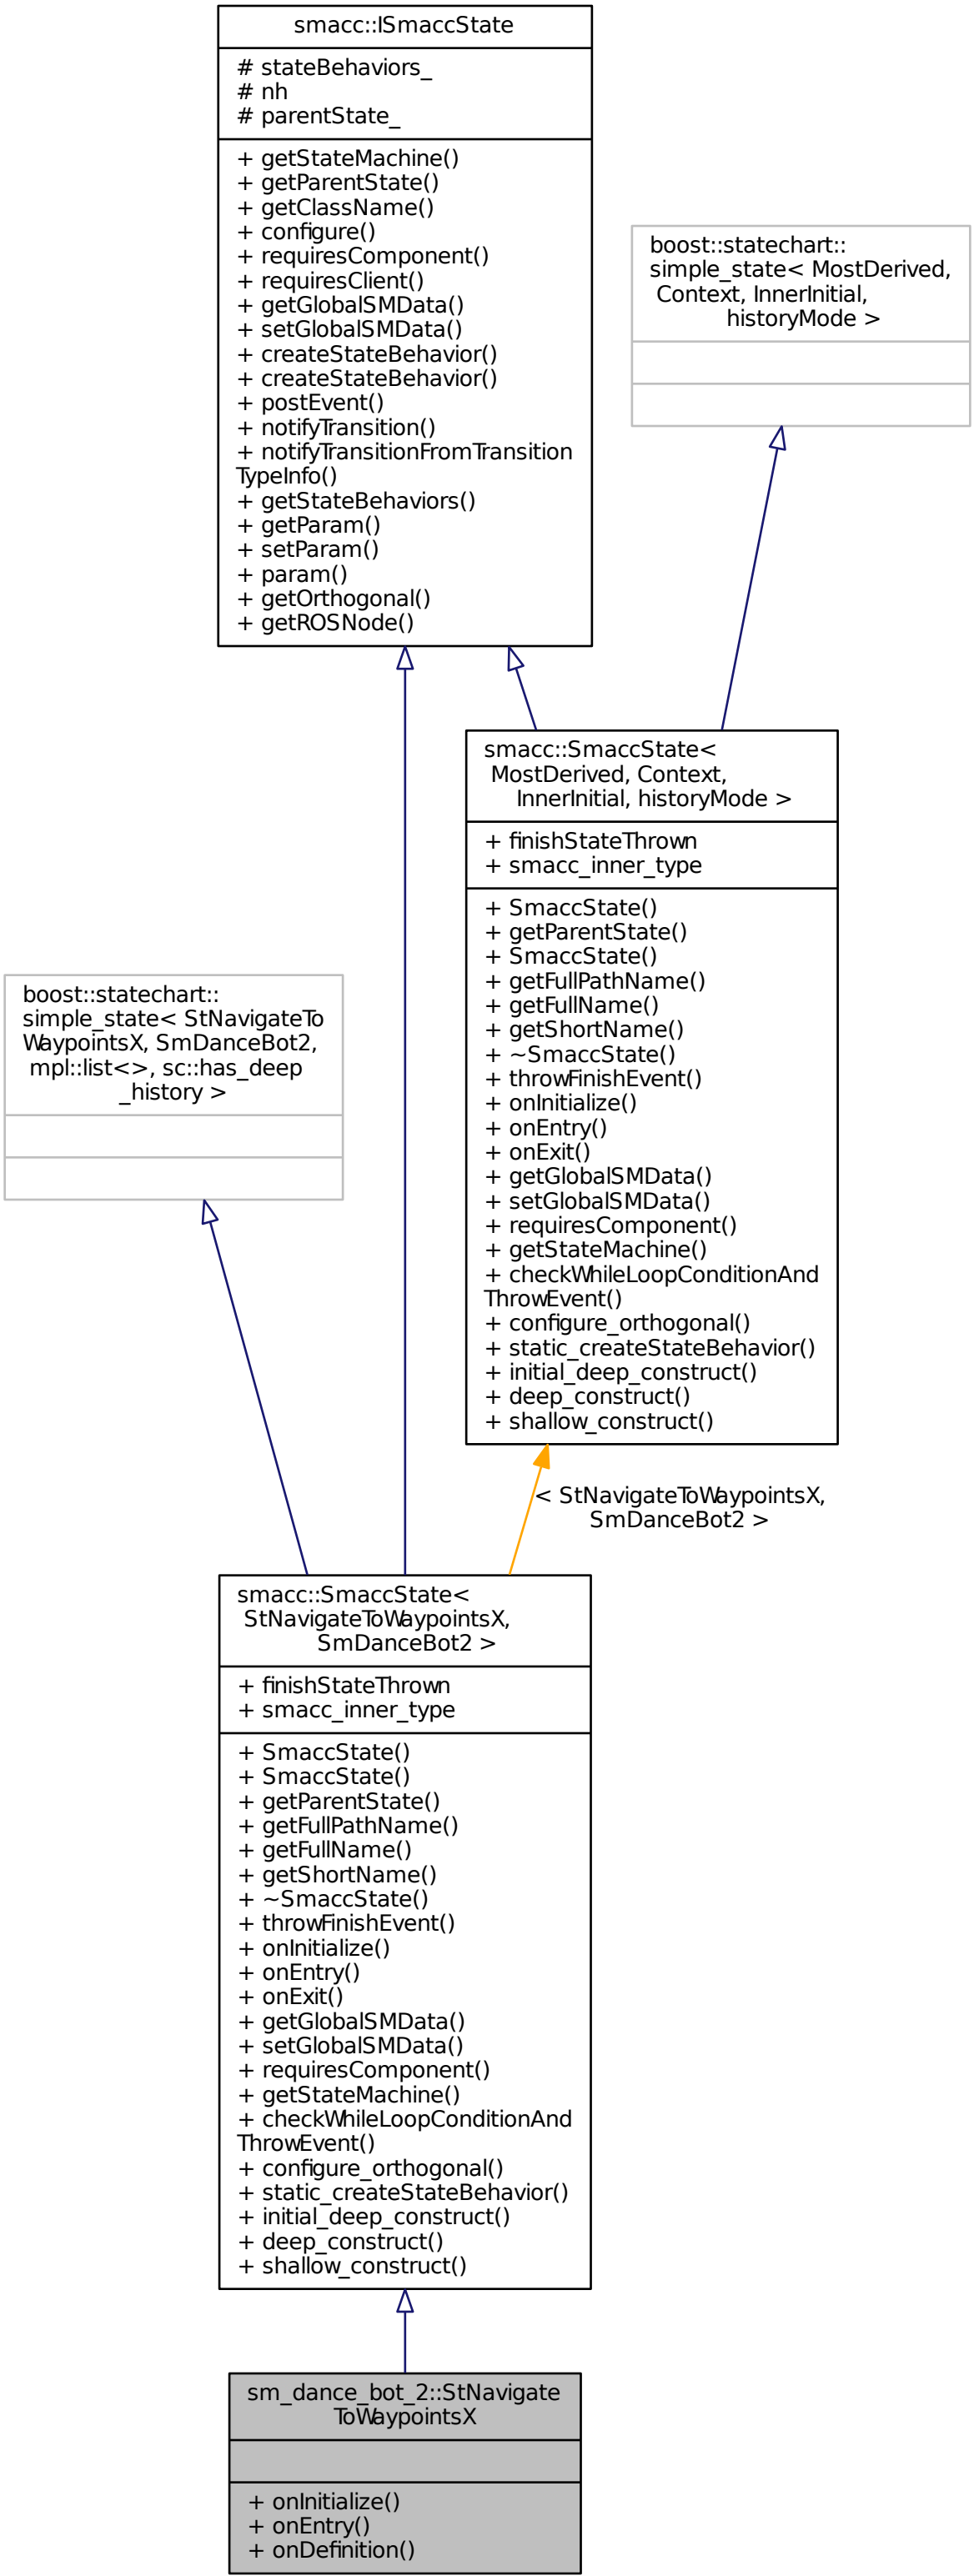 smacc::ISmaccState
# stateBehaviors_
# nh
# parentState_
+ getStateMachine()
+ getParentState()
+ getClassName()
+ configure()
+ requiresComponent()
+ requiresClient()
+ getGlobalSMData()
+ setGlobalSMData()
+ createStateBehavior()
+ createStateBehavior()
+ postEvent()
+ notifyTransition()
+ notifyTransitionFromTransition
TypeInfo()
+ getStateBehaviors()
+ getParam()
+ setParam()
+ param()
+ getOrthogonal()
+ getROSNode()
boost::statechart::
simple_state< MostDerived,
Context, InnerInitial,
historyMode >
smacc::SmaccState<
MostDerived, Context,
InnerInitial, historyMode >
+ finishStateThrown
+ smacc_inner_type
+ SmaccState()
+ getParentState()
+ SmaccState()
+ getFullPathName()
+ getFullName()
+ getShortName()
+ ~SmaccState()
+ throwFinishEvent()
+ onInitialize()
+ onEntry()
+ onExit()
+ getGlobalSMData()
+ setGlobalSMData()
+ requiresComponent()
+ getStateMachine()
+ checkWhileLoopConditionAnd
ThrowEvent()
+ configure_orthogonal()
+ static_createStateBehavior()
+ initial_deep_construct()
+ deep_construct()
+ shallow_construct()
boost::statechart::
simple_state< StNavigateTo
WaypointsX, SmDanceBot2,
mpl::list<>, sc::has_deep
_history >
< StNavigateToWaypointsX,
SmDanceBot2 >
smacc::SmaccState<
StNavigateToWaypointsX,
SmDanceBot2 >
+ finishStateThrown
+ smacc_inner_type
+ SmaccState()
+ SmaccState()
+ getParentState()
+ getFullPathName()
+ getFullName()
+ getShortName()
+ ~SmaccState()
+ throwFinishEvent()
+ onInitialize()
+ onEntry()
+ onExit()
+ getGlobalSMData()
+ setGlobalSMData()
+ requiresComponent()
+ getStateMachine()
+ checkWhileLoopConditionAnd
ThrowEvent()
+ configure_orthogonal()
+ static_createStateBehavior()
+ initial_deep_construct()
+ deep_construct()
+ shallow_construct()
sm_dance_bot_2::StNavigate
ToWaypointsX
+ onInitialize()
+ onEntry()
+ onDefinition()